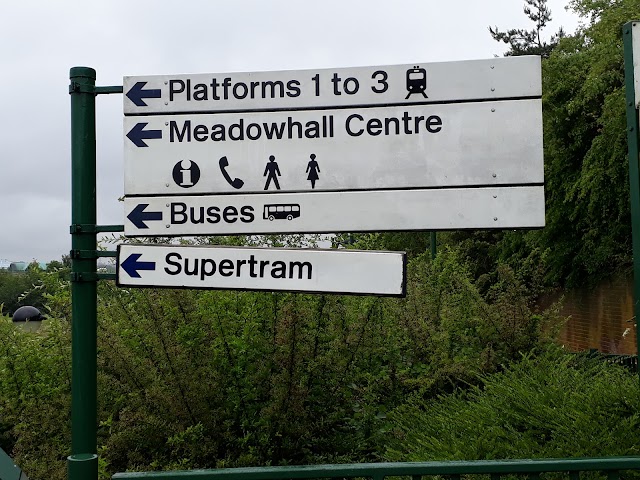 Platforms 1 to 3
Meadowhall Centre
i
Buses
Supertram